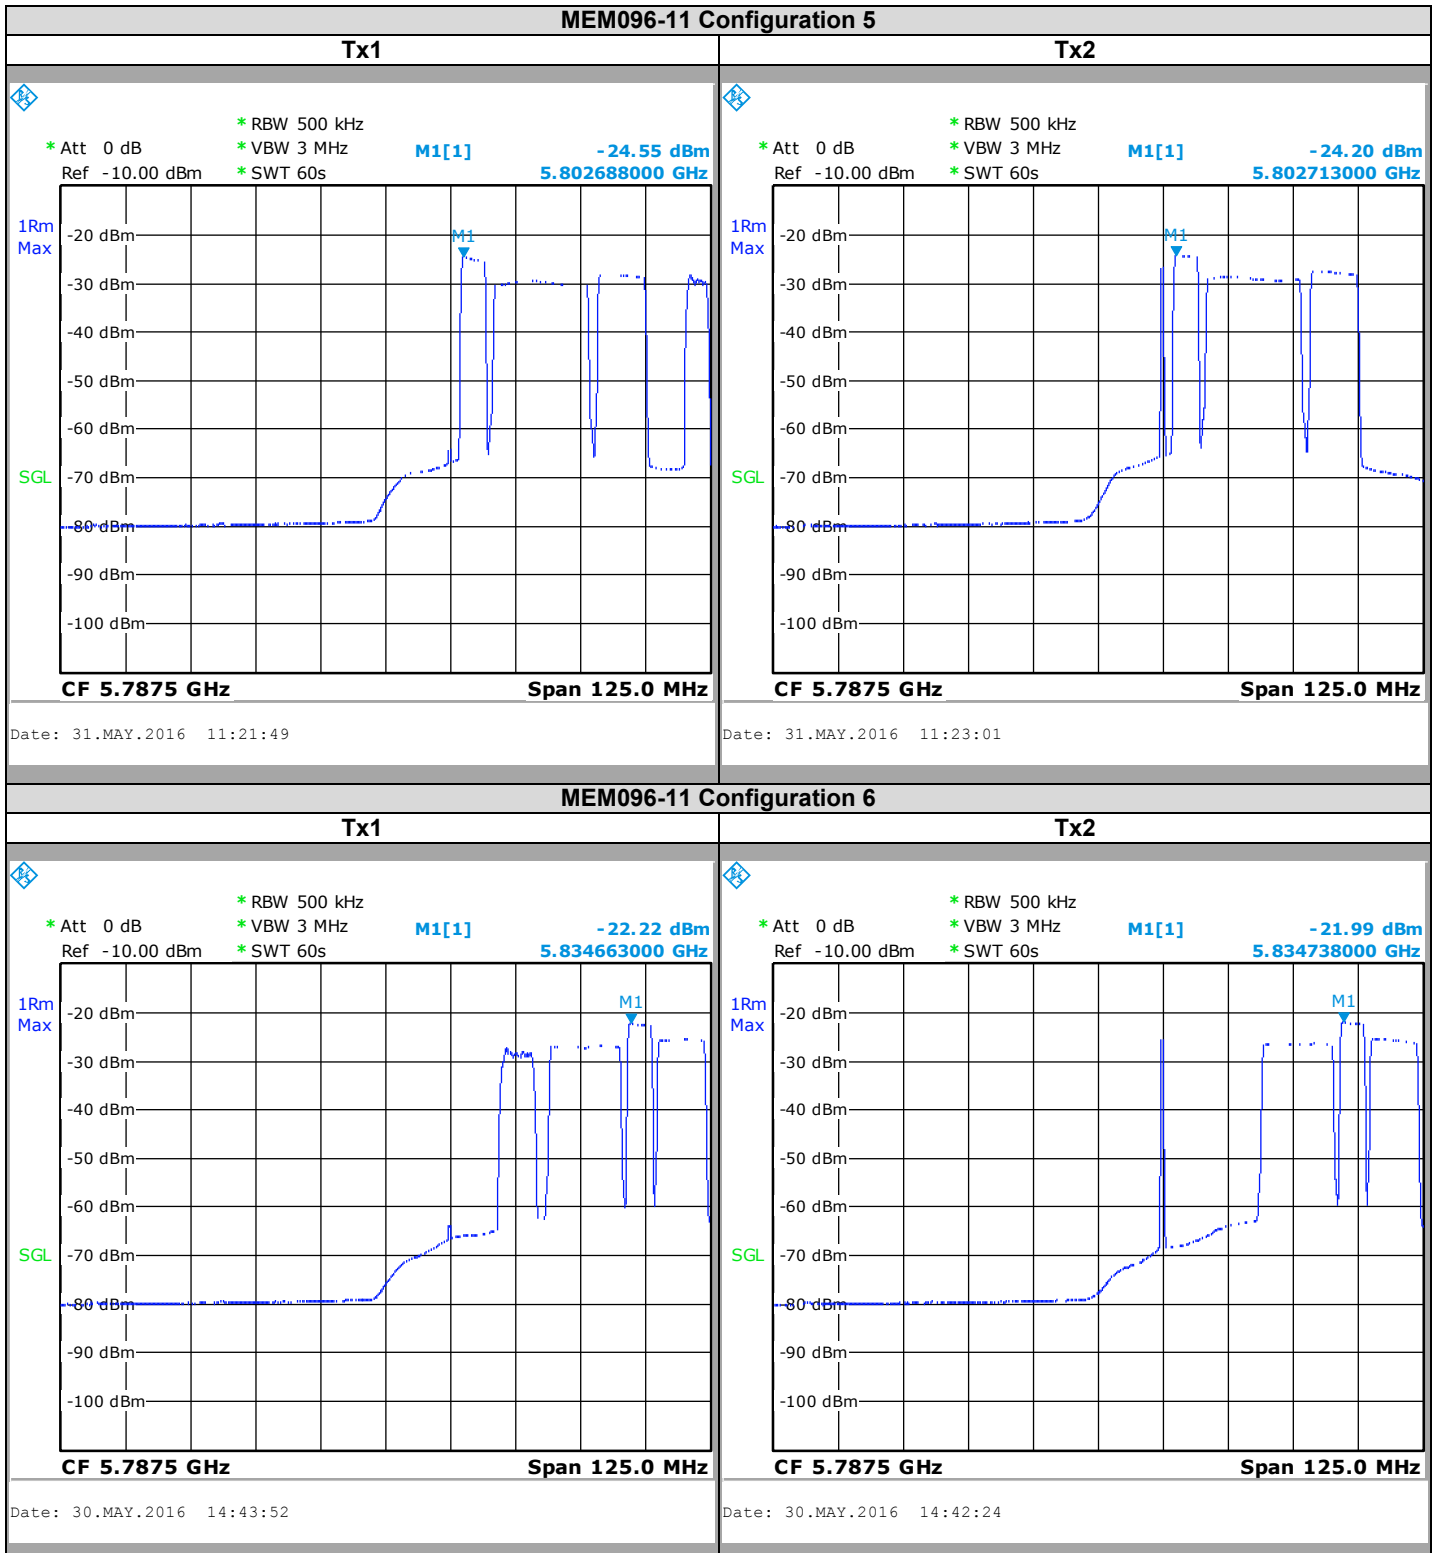 MEM096-11 Configuration 5
Tx1
Tx2
* RBW 500 kHz
* Att 0 dB * VBW 3 MHz M1[1] -24.55 dBm
Ref -10.00 dBm * SWT 60s 5.802688000 GHz
1Rm
Max
M1
-20 dBm
-30 dBm
-40 dBm
-50 dBm
-60 dBm
SGL
-70 dBm
-80 dBm
-90 dBm
-100 dBm
CF 5.7875 GHz Span 125.0 MHz
Date: 31.MAY.2016 11:21:49
* RBW 500 kHz
* Att 0 dB * VBW 3 MHz M1[1] -24.20 dBm
Ref -10.00 dBm * SWT 60s 5.802713000 GHz
1Rm
Max
M1
-20 dBm
-30 dBm
-40 dBm
-50 dBm
-60 dBm
SGL
-70 dBm
-80 dBm
-90 dBm
-100 dBm
CF 5.7875 GHz Span 125.0 MHz
Date: 31.MAY.2016 11:23:01
MEM096-11 Configuration 6
Tx1
Tx2
* RBW 500 kHz
* Att 0 dB * VBW 3 MHz M1[1] -22.22 dBm
Ref -10.00 dBm * SWT 60s 5.834663000 GHz
1Rm
Max
M1
-20 dBm
-30 dBm
-40 dBm
-50 dBm
-60 dBm
SGL
-70 dBm
-80 dBm
-90 dBm
-100 dBm
CF 5.7875 GHz Span 125.0 MHz
Date: 30.MAY.2016 14:43:52
* RBW 500 kHz
* Att 0 dB * VBW 3 MHz M1[1] -21.99 dBm
Ref -10.00 dBm * SWT 60s 5.834738000 GHz
1Rm
Max
M1
-20 dBm
-30 dBm
-40 dBm
-50 dBm
-60 dBm
SGL
-70 dBm
-80 dBm
-90 dBm
-100 dBm
CF 5.7875 GHz Span 125.0 MHz
Date: 30.MAY.2016 14:42:24